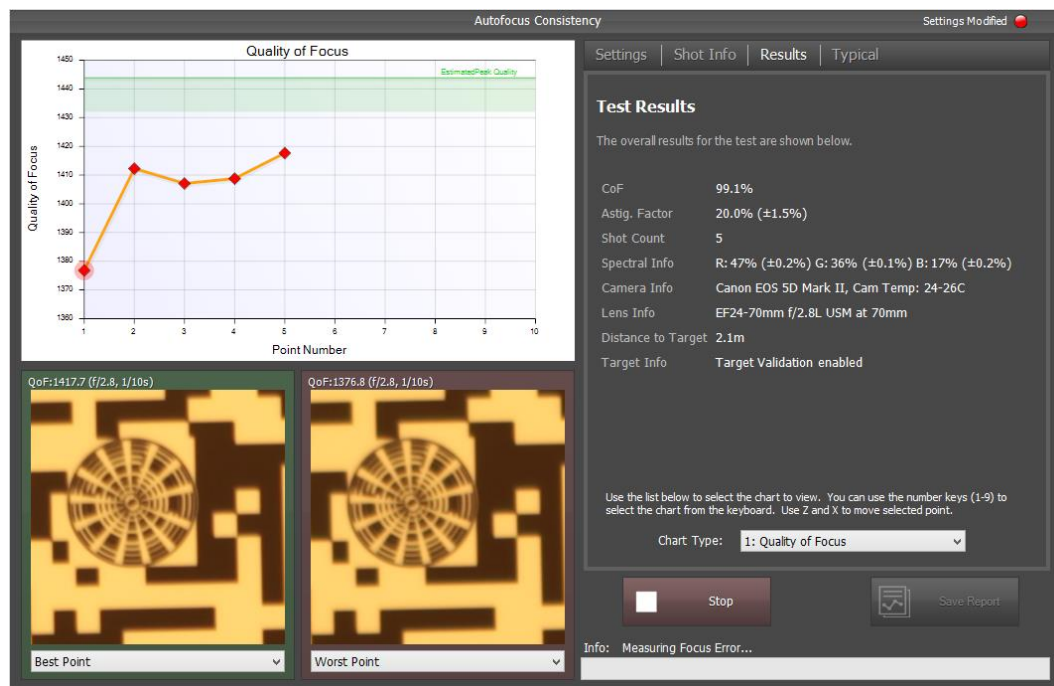 Autofocus Consistency
Settings Modified
Quality of Focus
EstimatedPeak Quality
Quality of Focus
1450
1440
1430
1420
1410
1400
1390
1380
1370
1360
1 2 3 4 5 6 7 8 9 10
Point Number
QoF:1417.7 (f/2.8, 1/10s)
Best Point
QoF:1376.8 (f/2.8, 1/10s)
Worst Point
Settings Shot Info Results Typical
Test Results
The overall results for the test are shown below.
CoF 99.1%
Astig. Factor 20.0% (±1.5%)
Shot Count 5
Spectral Info R: 47% (±0.2%) G: 36% (±0.1%) B: 17% (±0.2%)
Camera Info Canon EOS 5D Mark II, Cam Temp: 24-26C
Lens Info EF24-70mm f/2.8L USM at 70mm
Distance to Target 2.1m
Target Info Target Validation enabled
Use the list below to select the chart to view. You can use the number keys (1-9) to
select the chart from the keyboard. Use Z and X to move selected point.
Chart Type: 1: Quality of Focus
Stop
Save Report
Info: Measuring Focus Error...